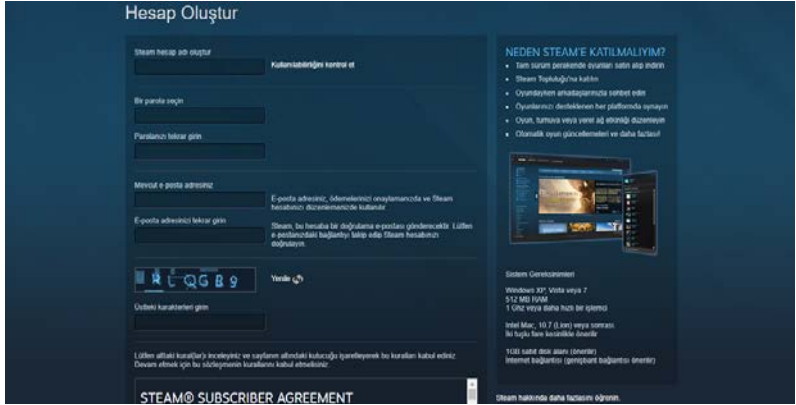 Hesap Oluştur
Steam hesap adı oluştur
Kullanılabilirliğini kontrol et
Bir parola seçin
Parolanızı tekrar girin
Mevcut e-posta adresiniz
E-posta adresiniz, ödemelerinizi onaylamanızda ve Steam
hesabınızı düzenlemenizde kullanılır.
E-posta adresinizi tekrar girin
Steam, bu hesaba bir doğrulama e-postası gönderecektir. Lütfen
e-postanızdaki bağlantıyı takip edip Steam hesabınızı
doğrulayın.
Yenile
Üstteki karakterleri girin
Lütfen alttaki kural(lar)ı inceleyiniz ve sayfanın altındaki kutucuğu işaretleyerek bu kuralları kabul ediniz.
Devam etmek için bu sözleşmenin kurallarını kabul etmelisiniz.
STEAM® SUBSCRIBER AGREEMENT
NEDEN STEAM'E KATILMALIYIM?
Tam sürüm perakende oyunları satın alıp indirin
Steam Topluluğu'na katılın
Oyundayken arkadaşlarınızla sohbet edin
Oyunlarınızı desteklenen her platformda oynayın
Oyun, turnuva veya yerel ağ etkinliği düzenleyin
Otomatik oyun güncellemeleri ve daha fazlası!
Sistem Gereksinimleri
Windows XP, Vista veya 7
512 MB RAM
1 Ghz veya daha hızlı bir işlemci
Intel Mac, 10.7 (Lion) veya sonrası
İki tuşlu fare kesinlikle önerilir
1GB sabit disk alanı (önerilir)
İnternet bağlantısı (genişbant bağlantısı önerilir)
Steam hakkında daha fazlasını öğrenin.